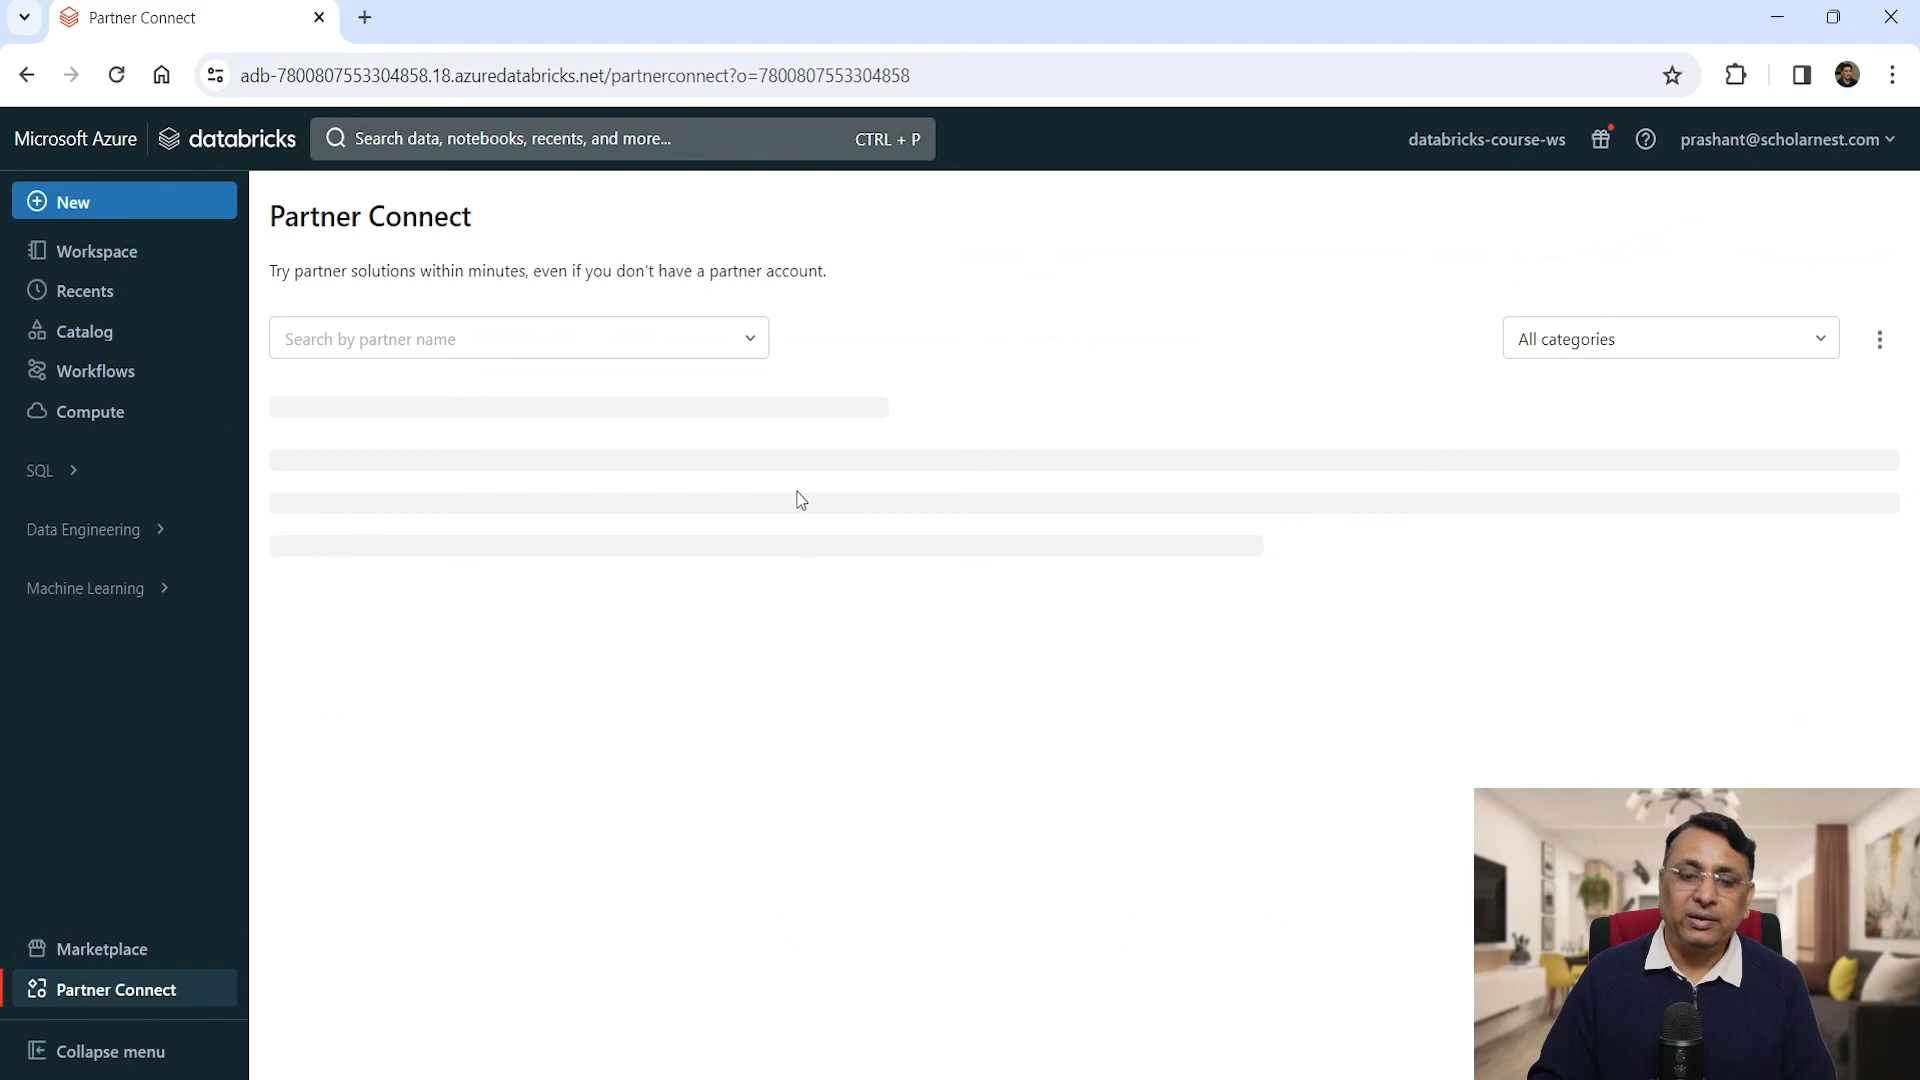 Partner Connect
adb-7800807553304858.18.azuredatabricks.net/partnerconnect?o=7800807553304858
Microsoft Azure databricks Search data, notebooks, recents, and more... CTRL + P databricks-course-ws prashant@scholarnest.com
New
Workspace
Recents
Catalog
Workflows
Compute
SQL
Data Engineering
Machine Learning
Marketplace
Partner Connect
Collapse menu
Partner Connect
Try partner solutions within minutes, even if you don't have a partner account.
Search by partner name All categories